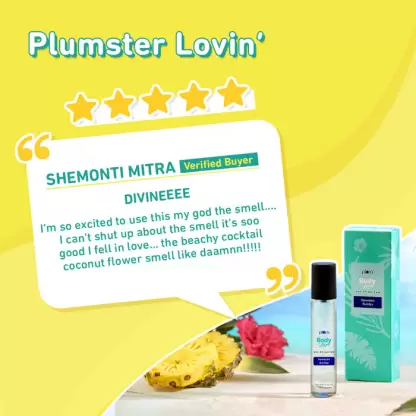 Plumster Lovin'
“
SHEMONTI MITRA Verified Buyer
DIVINEEEE
I'm so excited to use this my god the smell....
I can't shut up about the smell it's soo
good I fell in love... the beachy cocktail
coconut flower smell like daamnn!!!!!
”
plum
Body
plum
Body